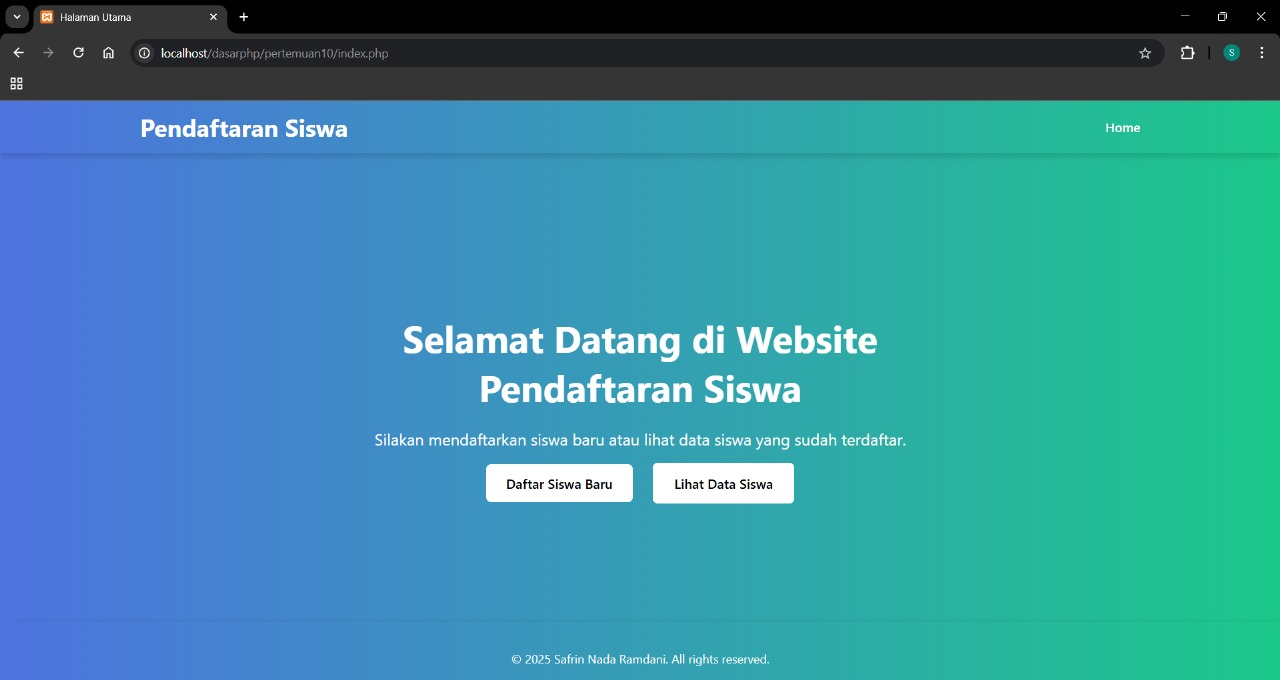 Halaman Utama
localhost/dasarphp/pertemuan10/index.php
S
Pendaftaran Siswa
Home
Selamat Datang di Website
Pendaftaran Siswa
Silakan mendaftarkan siswa baru atau lihat data siswa yang sudah terdaftar.
Daftar Siswa Baru
Lihat Data Siswa
© 2025 Safrin Nada Ramdani. All rights reserved.